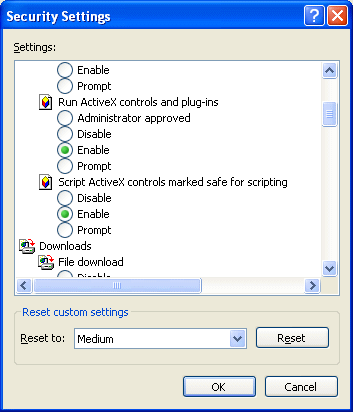 Security Settings
Settings:
Enable
Prompt
Run ActiveX controls and plug-ins
Administrator approved
Disable
Enable
Prompt
Script ActiveX controls marked safe for scripting
Disable
Enable
Prompt
Downloads
File download
Disable
Reset custom settings
Reset to: Medium Reset
OK Cancel